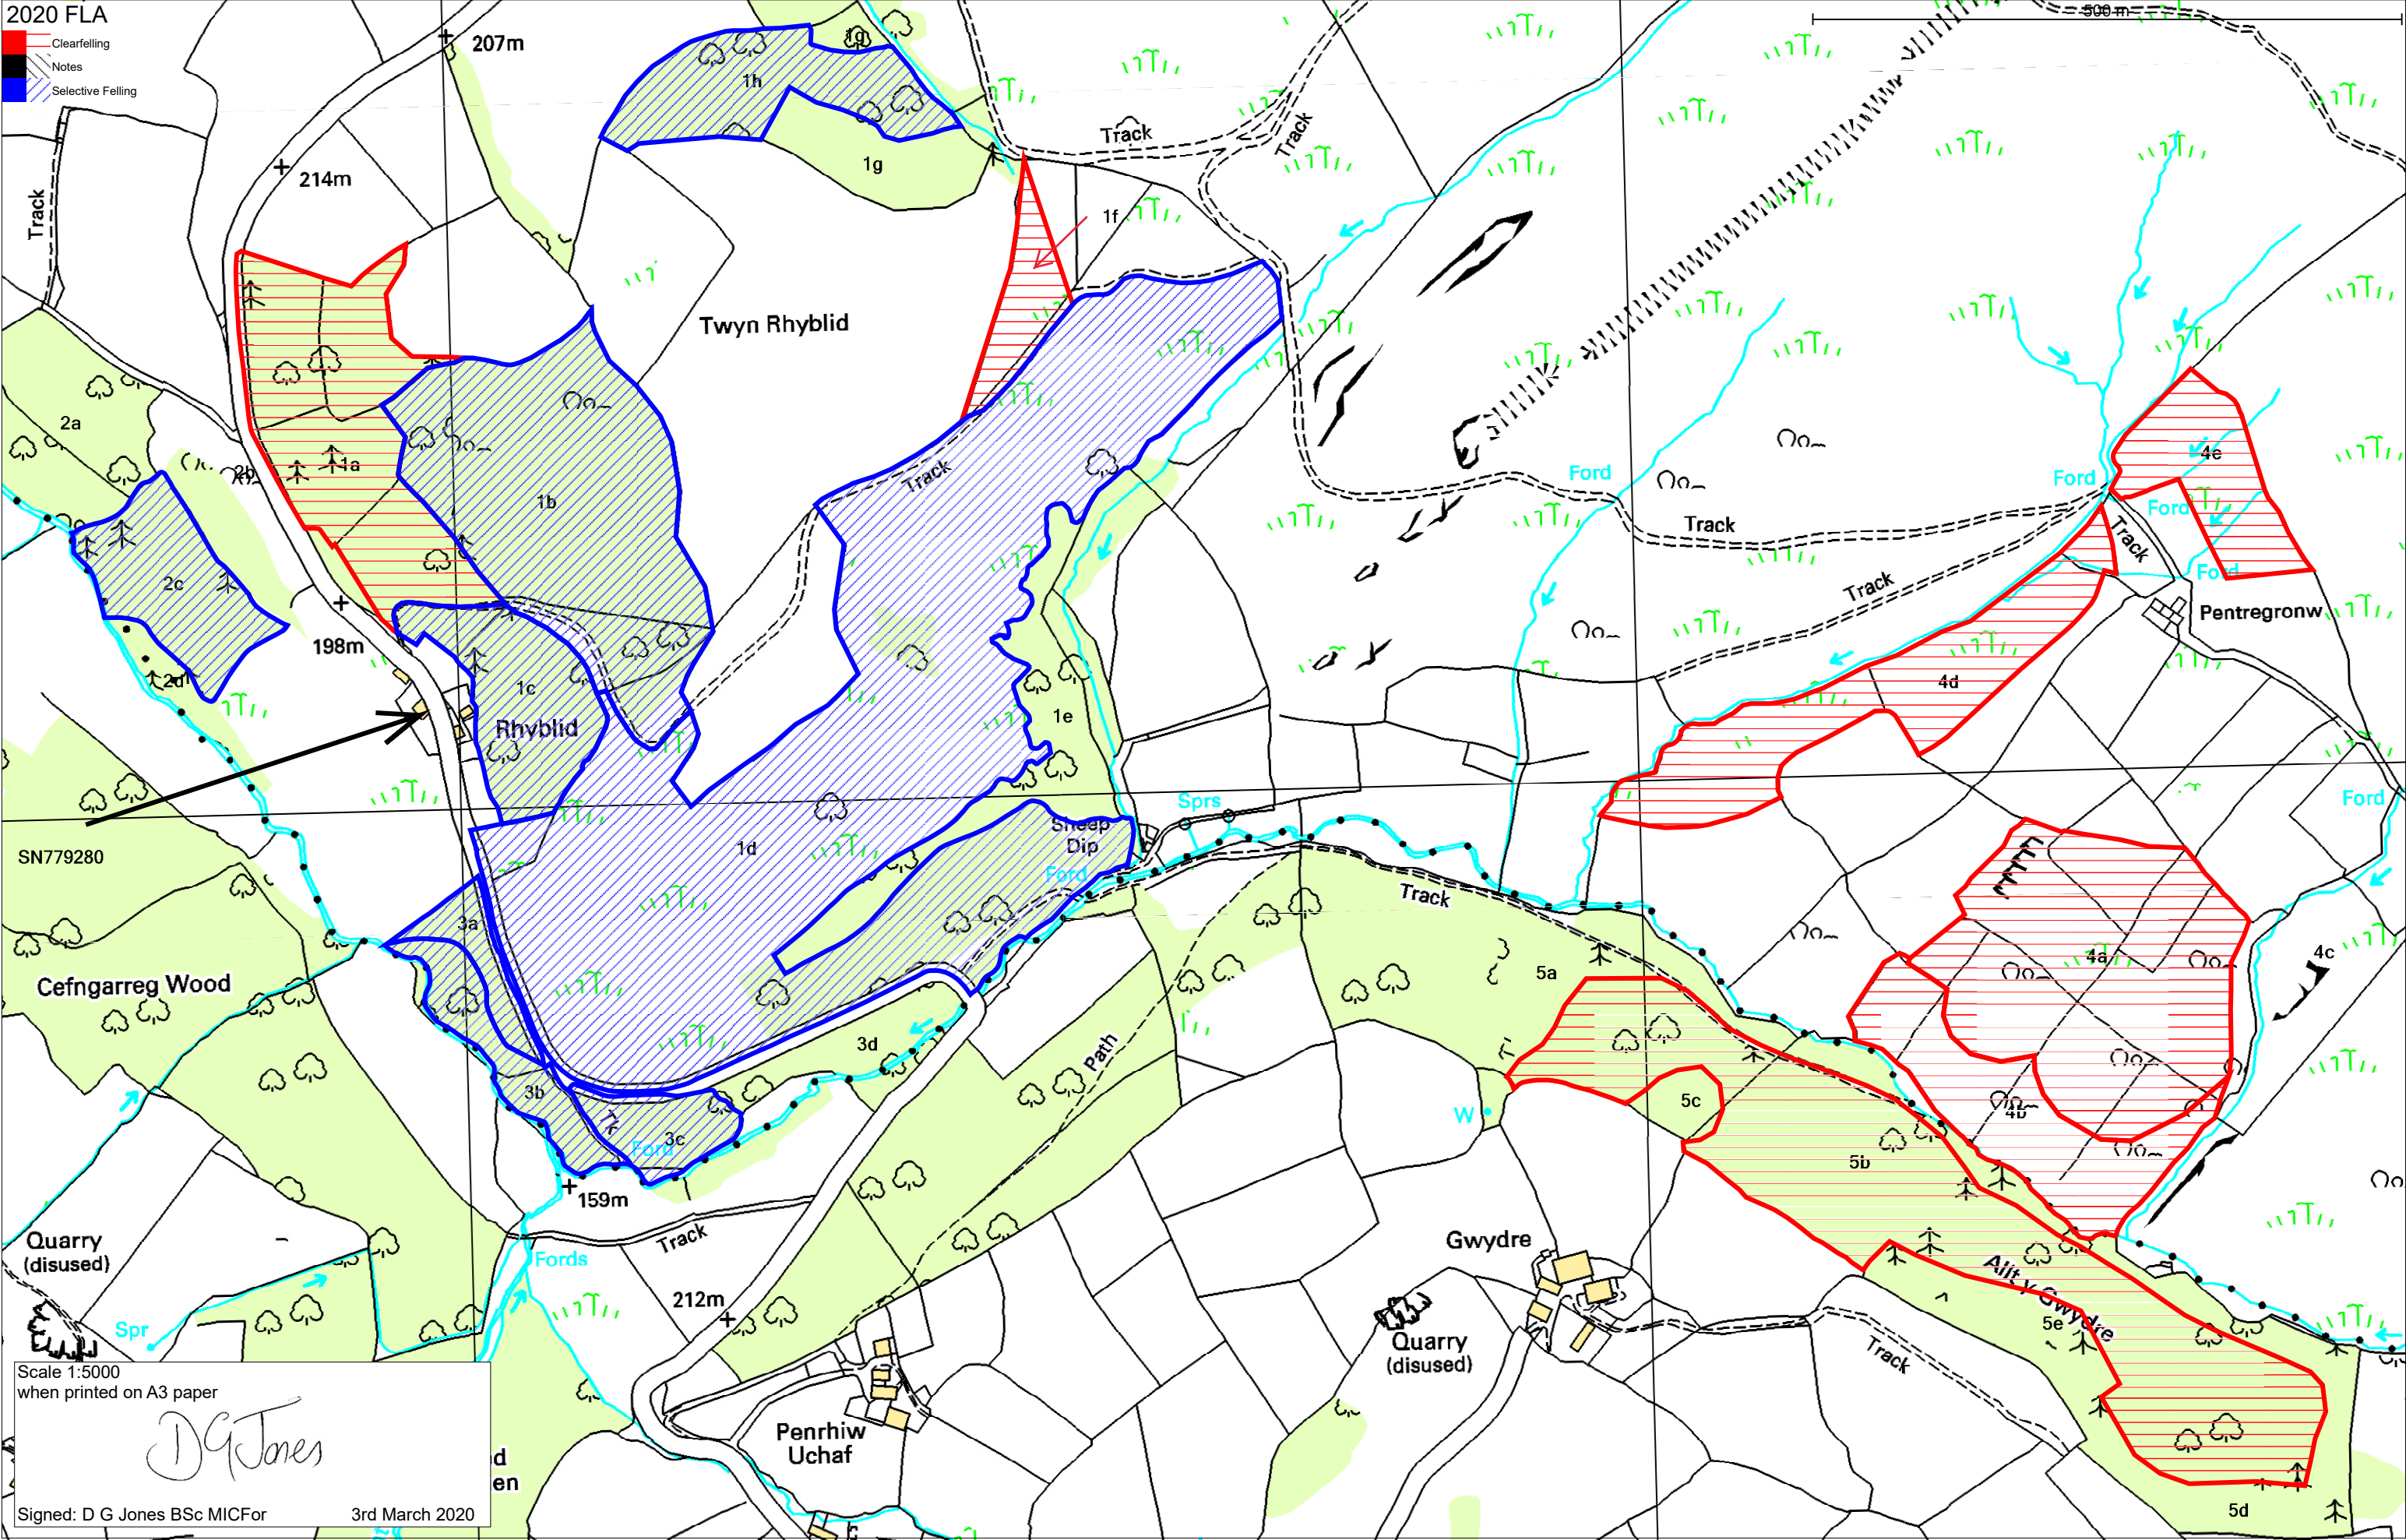 2020 FLA
Clearfelling
Notes
Selective Felling
500 m
207m
1g
1h
1g
Track
Track
214m
Track
1f
Twyn Rhyblid
2a
2b
1a
1b
Track
Ford
Track
Ford
4e
Ford
Track
Ford
Track
Pentregronw
2c
198m
2d
1c
Rhyblid
1e
4d
Sprs
Ford
SN779280
1d
Sheep
Dip
Ford
Track
3a
Cefngarreg Wood
3d
Path
5a
4a
4c
3b
Tk
3c
Ford
W
5c
4b
5b
159m
Quarry
(disused)
Track
Fords
Gwydre
Allt y Gwydre
212m
Spr
Quarry
(disused)
5e
Track
Penrhiw
Uchaf
d
en
5d
Scale 1:5000
when printed on A3 paper
D G Jones
Signed: D G Jones BSc MICFor
3rd March 2020